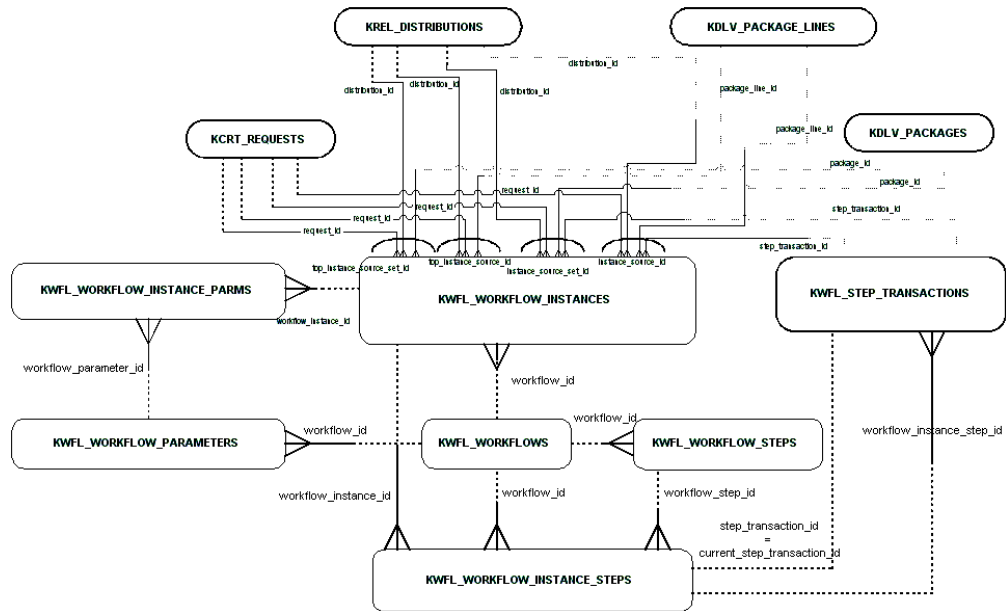 KREL_DISTRIBUTIONS
KDLV_PACKAGE_LINES
distribution_id
distribution_id
distribution_id
distribution_id
package_line_id
package_line_id
KCRT_REQUESTS
KDLV_PACKAGES
package_id
package_id
request_id
request_id
request_id
request_id
step_transaction_id
step_transaction_id
top_instance_source_set_id
top_instance_source_id
instance_source_set_id
instance_source_id
KWFL_WORKFLOW_INSTANCE_PARMS
KWFL_WORKFLOW_INSTANCES
KWFL_STEP_TRANSACTIONS
workflow_instance_id
workflow_parameter_id
workflow_id
workflow_id
workflow_id
KWFL_WORKFLOW_PARAMETERS
KWFL_WORKFLOWS
KWFL_WORKFLOW_STEPS
workflow_instance_step_id
workflow_instance_id
workflow_id
workflow_step_id
step_transaction_id
=
current_step_transaction_id
KWFL_WORKFLOW_INSTANCE_STEPS